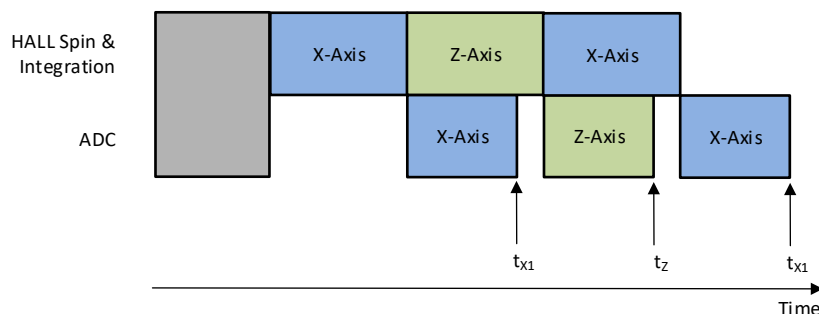 HALL Spin &
Integration
X-Axis
Z-Axis
X-Axis
ADC
X-Axis
Z-Axis
X-Axis
tX1
tZ
tX1
Time